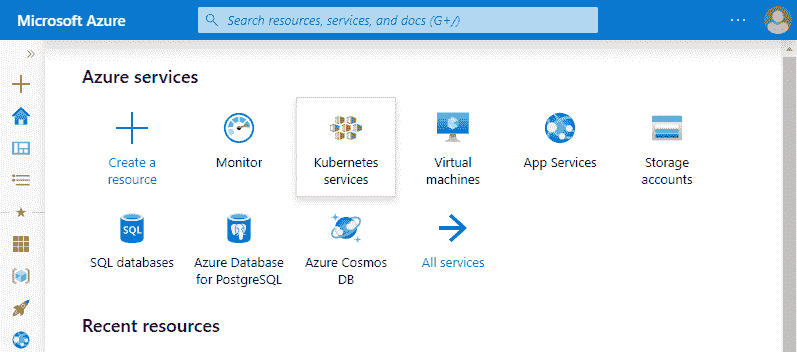 Microsoft Azure
Search resources, services, and docs (G+/)
...
»
Azure services
Create a
resource
Monitor
Kubernetes
services
Virtual
machines
App Services
Storage
accounts
SQL
SQL databases
Azure Database
for PostgreSQL
Azure Cosmos
DB
All services
Recent resources